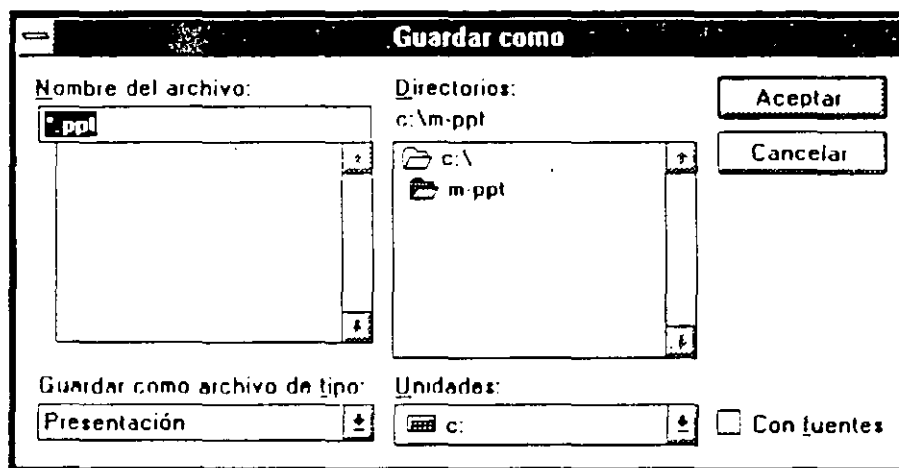 Guardar como
Nombre del archivo:
*.ppt
Directorios:
c:\m-ppt
c:\
m-ppt
Aceptar
Cancelar
Guardar como archivo de tipo:
Presentación
Unidades:
c:
Con fuentes